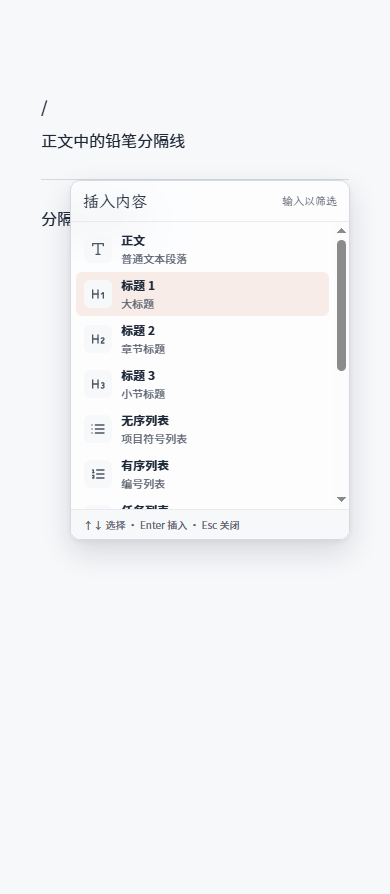 /
正文中的铅笔分隔线
分隔
插入内容 输入以筛选
T 正文
普通文本段落
H1 标题 1
大标题
H2 标题 2
章节标题
H3 标题 3
小节标题
无序列表
项目符号列表
有序列表
编号列表
↑↓ 选择 · Enter 插入 · Esc 关闭